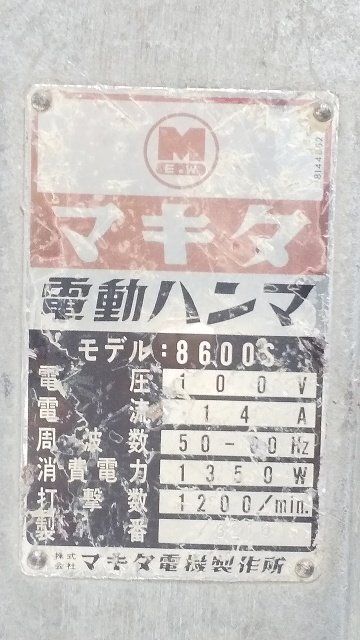 M
E.W.
マキタ
電動ハンマ
モデル:8600S
電圧 100V
電流 14A
周波数 50-60Hz
消費電力 1350W
打撃数 1200/min.
製番
株式会社 マキタ電機製作所